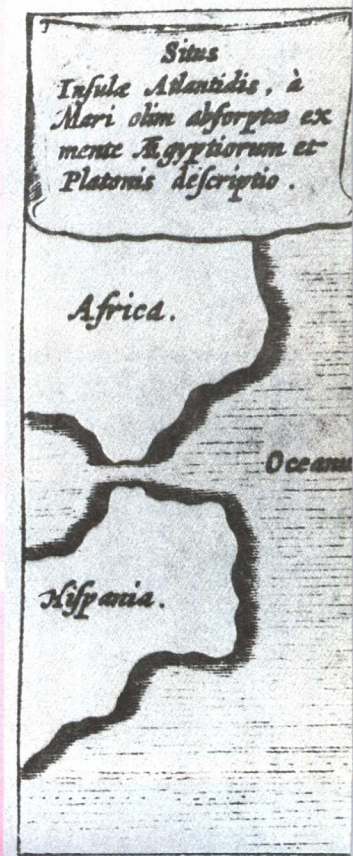 Situs
Insulæ Atlantidis, à
Mari olim absorptæ ex
mente Ægyptiorum et
Platonis descriptio.
Africa.
Oceanu
Hispania.